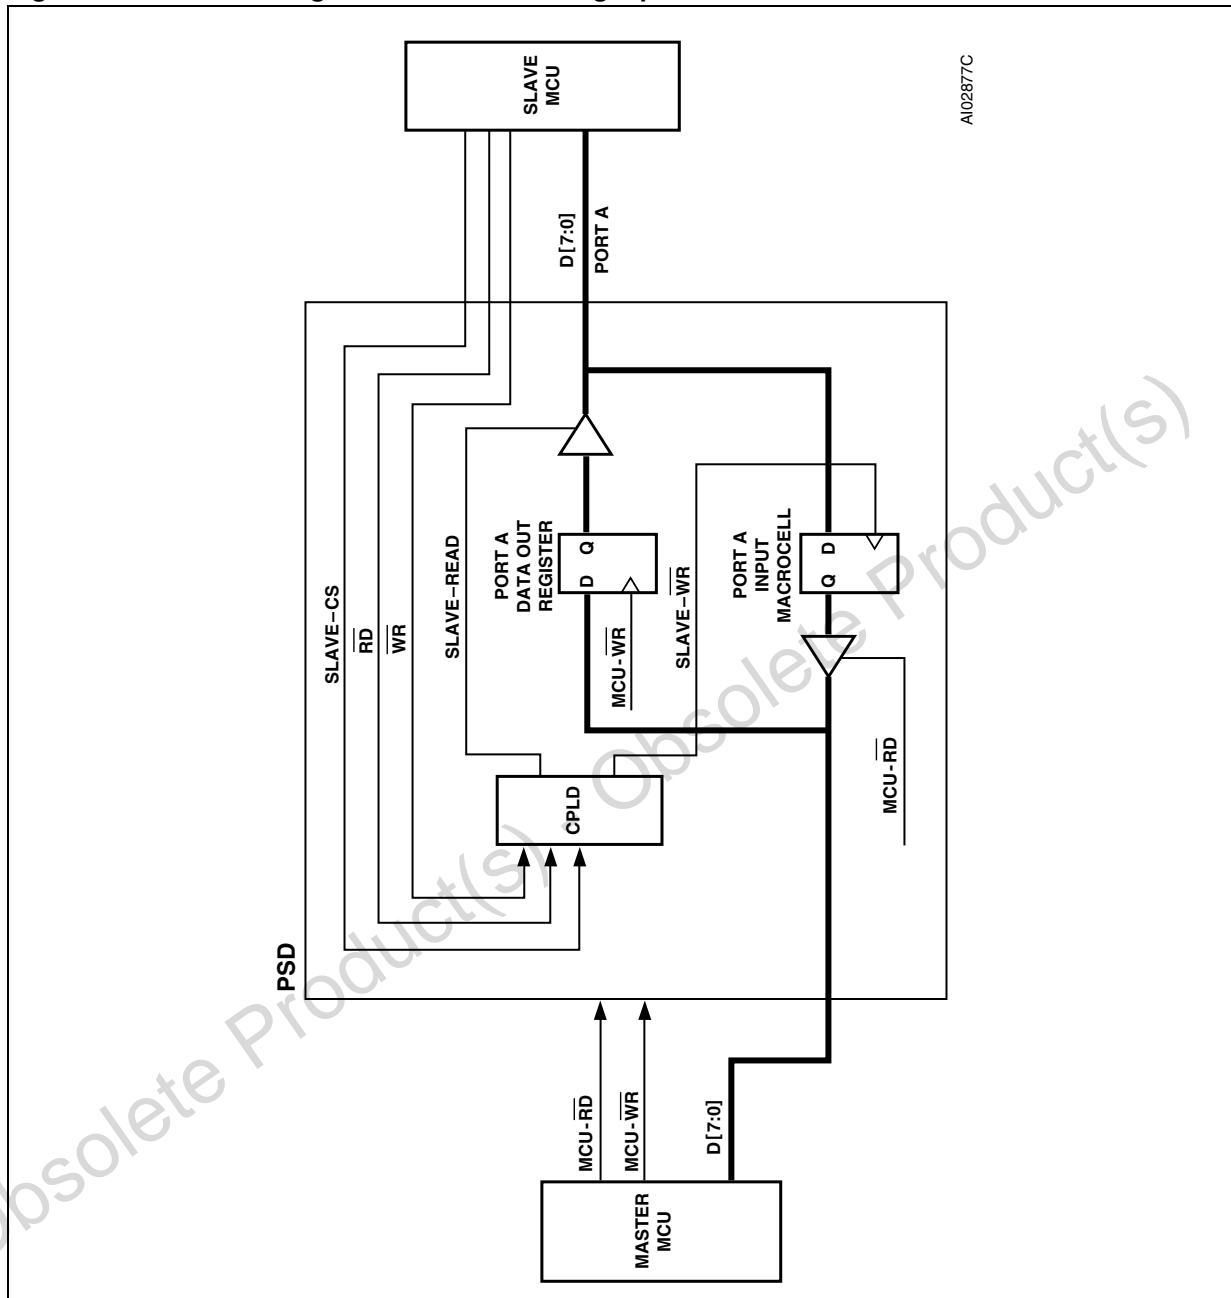 AI02877C
SLAVE
MCU
D[7:0]
PORT A
SLAVE–CS
RD
WR
SLAVE–READ
PORT A
DATA OUT
REGISTER
D Q
MCU-WR
SLAVE–WR
PORT A
INPUT
MACROCELL
Q D
MCU-RD
CPLD
PSD
MCU-RD
MCU-WR
D[7:0]
MASTER
MCU
Obsolete Product(s) - Obsolete Product(s)